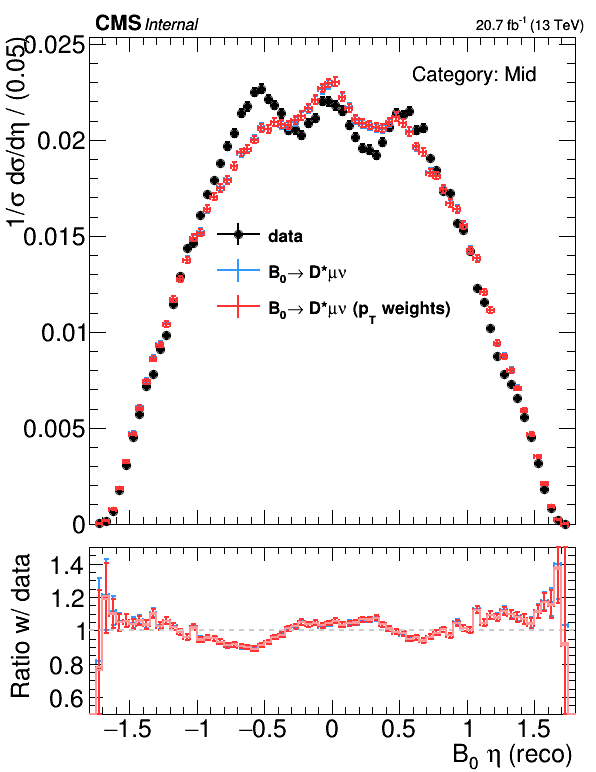 CMS Internal 20.7 fb⁻¹ (13 TeV)
1/σ dσ/dη / (0.05)
0.025
0.02
0.015
0.01
0.005
0
Category: Mid
data
B₀→ D*μν
B₀→ D*μν (p_T weights)
Ratio w/ data
1.4
1.2
1
0.8
0.6
−1.5 −1 −0.5 0 0.5 1 1.5
B₀ η (reco)